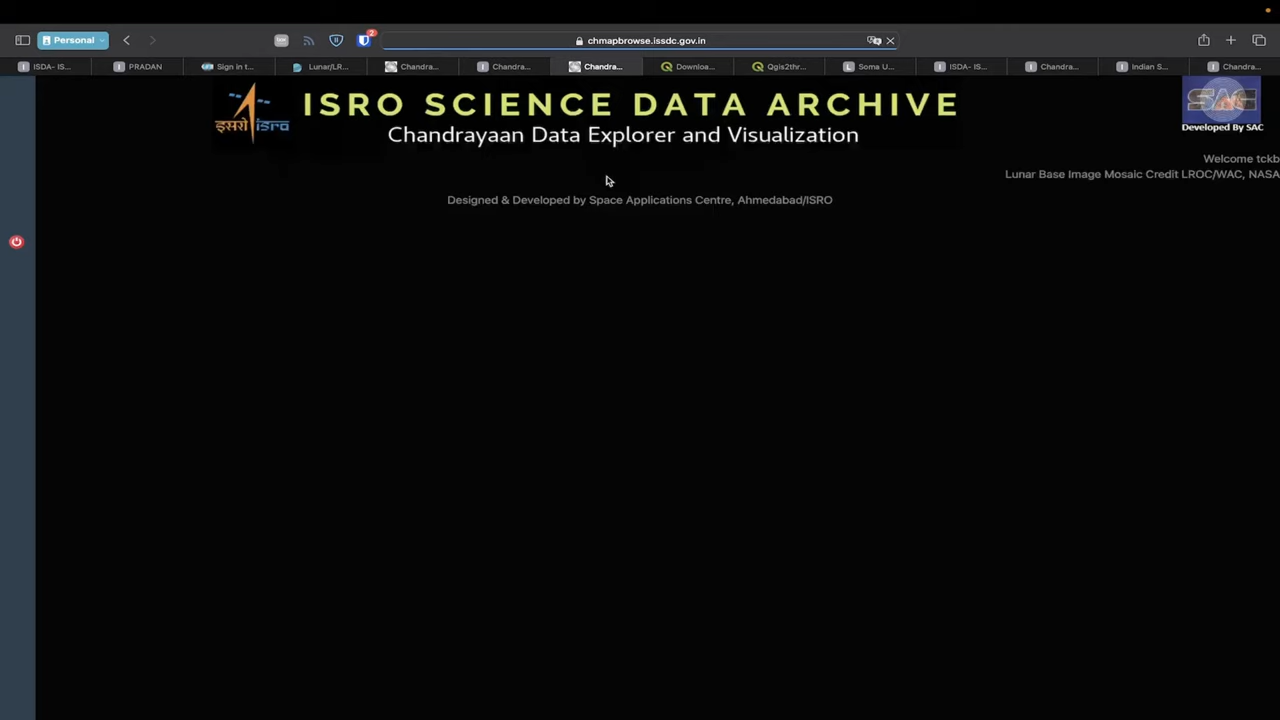 Personal
2
chmapbrowse.issdc.gov.in
ISDA- IS...
PRADAN
Sign in t...
Lunar/LR...
Chandra...
Chandra...
Chandra...
Downloa...
Qgis2thr...
Soma U...
ISDA- IS...
Chandra...
Indian S...
Chandra...
इसरो isro
ISRO SCIENCE DATA ARCHIVE
Chandrayaan Data Explorer and Visualization
SAC
Developed By SAC
Welcome tckb
Lunar Base Image Mosaic Credit LROC/WAC, NASA
Designed & Developed by Space Applications Centre, Ahmedabad/ISRO